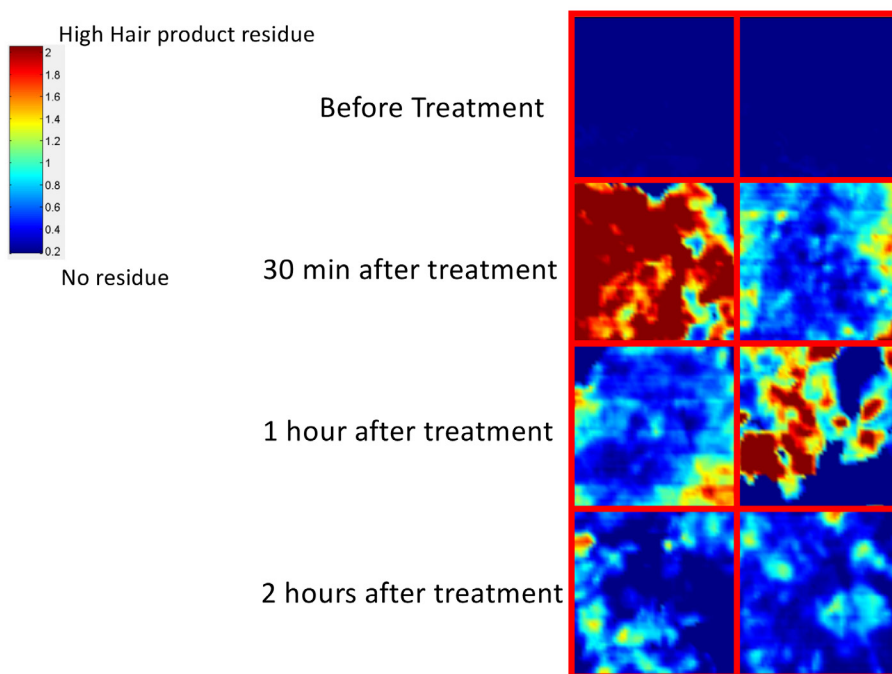 High Hair product residue
2
1.8
1.6
1.4
1.2
1
0.8
0.6
0.4
0.2
No residue
Before Treatment
30 min after treatment
1 hour after treatment
2 hours after treatment